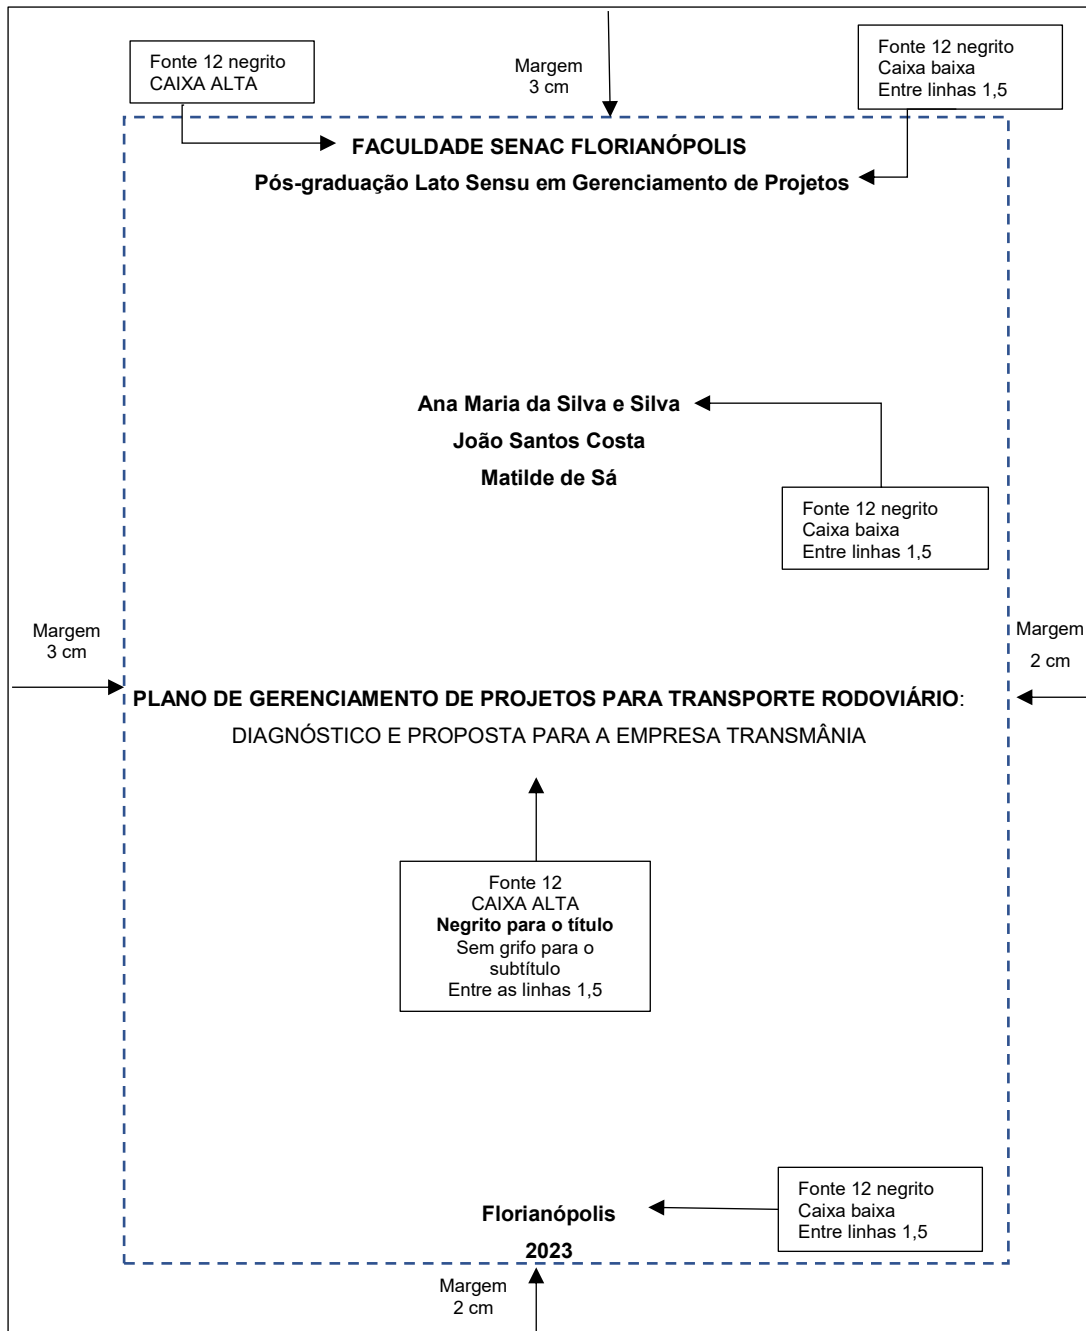 Fonte 12 negrito
CAIXA ALTA
Margem
3 cm
Fonte 12 negrito
Caixa baixa
Entre linhas 1,5
FACULDADE SENAC FLORIANÓPOLIS
Pós-graduação Lato Sensu em Gerenciamento de Projetos
Ana Maria da Silva e Silva
João Santos Costa
Matilde de Sá
Fonte 12 negrito
Caixa baixa
Entre linhas 1,5
Margem
3 cm
Margem
2 cm
PLANO DE GERENCIAMENTO DE PROJETOS PARA TRANSPORTE RODOVIÁRIO:
DIAGNÓSTICO E PROPOSTA PARA A EMPRESA TRANSMÂNIA
Fonte 12
CAIXA ALTA
Negrito para o título
Sem grifo para o
subtítulo
Entre as linhas 1,5
Fonte 12 negrito
Caixa baixa
Entre linhas 1,5
Florianópolis
2023
Margem
2 cm